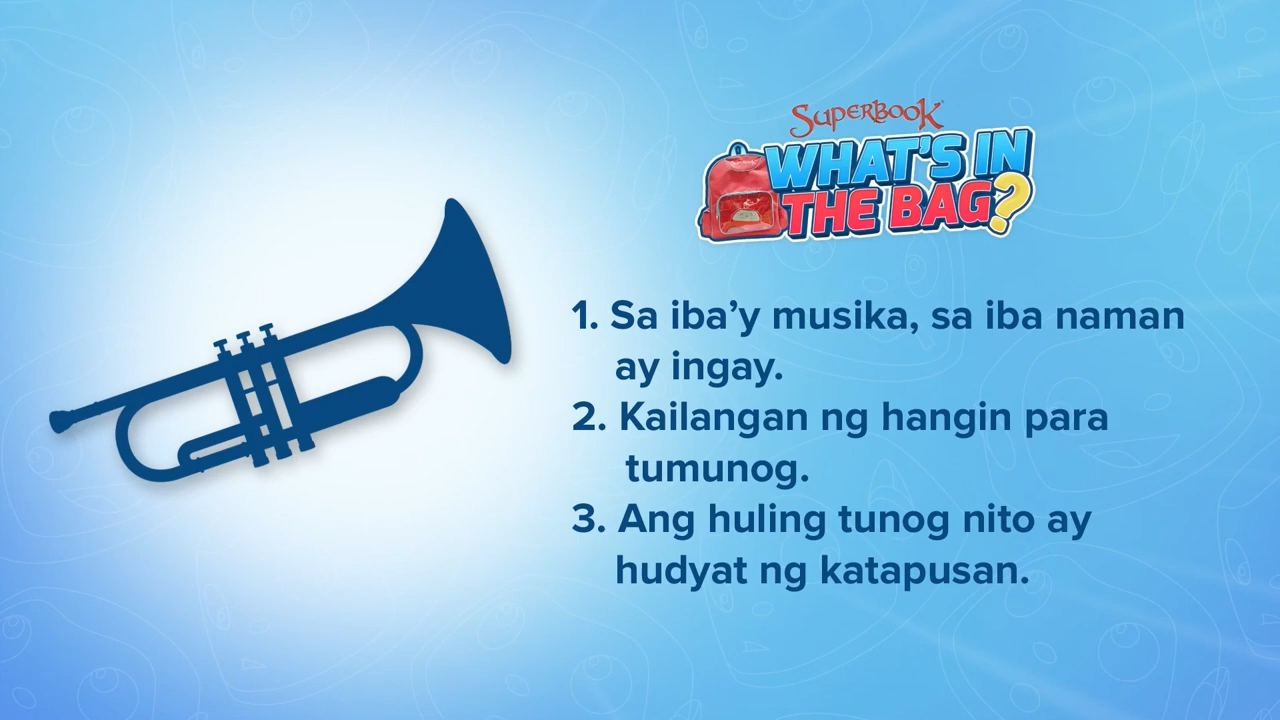 SUPERBOOK
WHAT'S IN
THE BAG?
1. Sa iba’y musika, sa iba naman
ay ingay.
2. Kailangan ng hangin para
tumunog.
3. Ang huling tunog nito ay
hudyat ng katapusan.